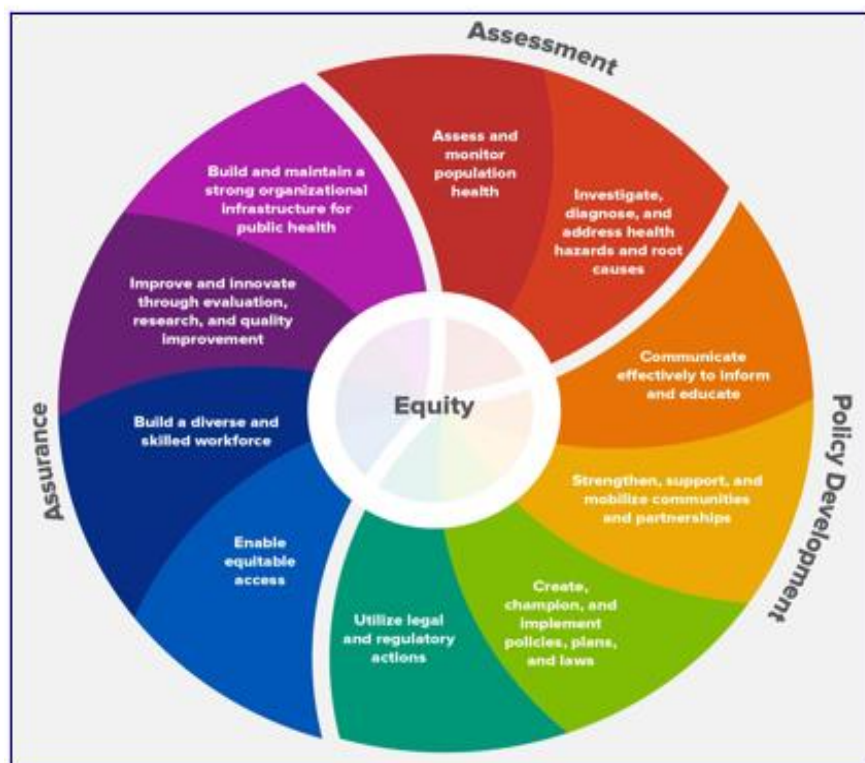 Assessment
Assess and
monitor
population
health
Investigate,
diagnose, and
address health
hazards and root
causes
Policy Development
Communicate
effectively to inform
and educate
Strengthen, support, and
mobilize communities
and partnerships
Create,
champion, and
implement
policies, plans,
and laws
Utilize legal
and regulatory
actions
Assurance
Enable
equitable
access
Build a diverse and
skilled workforce
Improve and innovate
through evaluation,
research, and quality
improvement
Build and maintain a
strong organizational
infrastructure for
public health
Equity